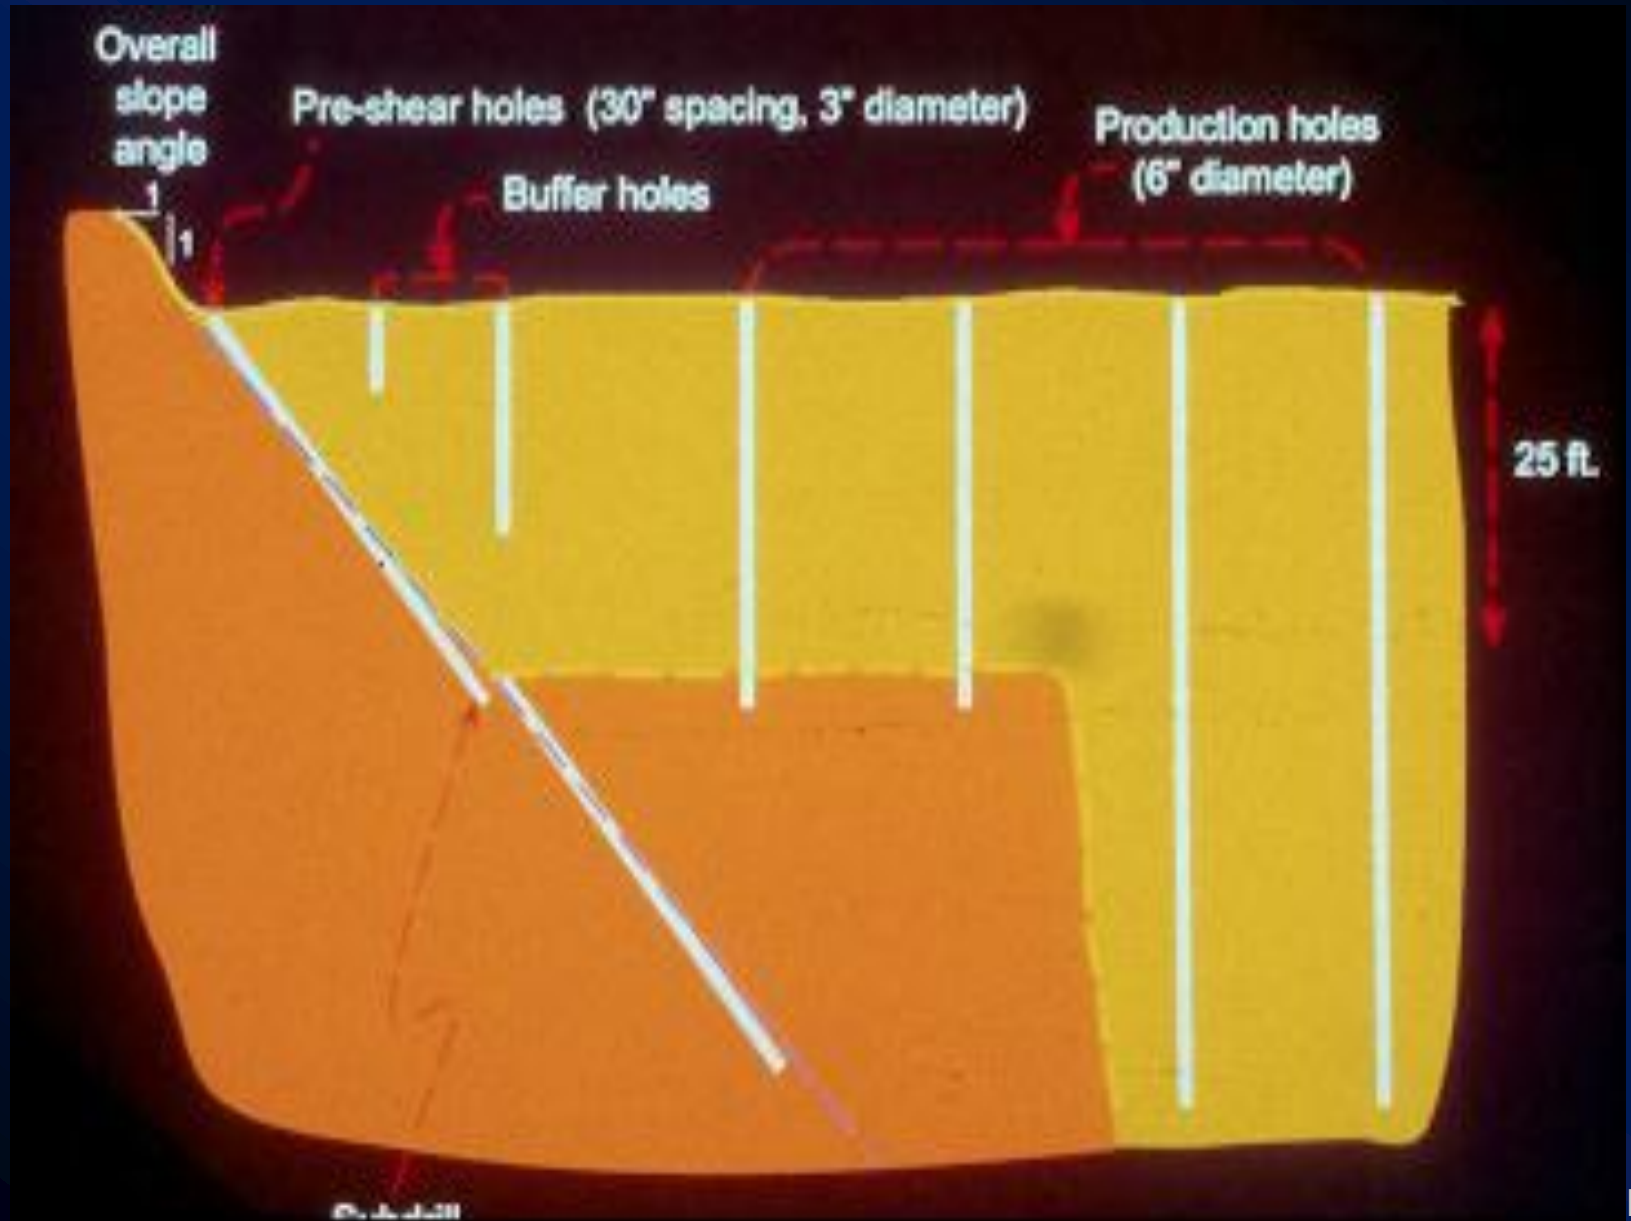 Overall
slope
angle
1
1
Pre-shear holes (30" spacing, 3" diameter)
Buffer holes
Production holes
(6" diameter)
25 ft.
Subdrill